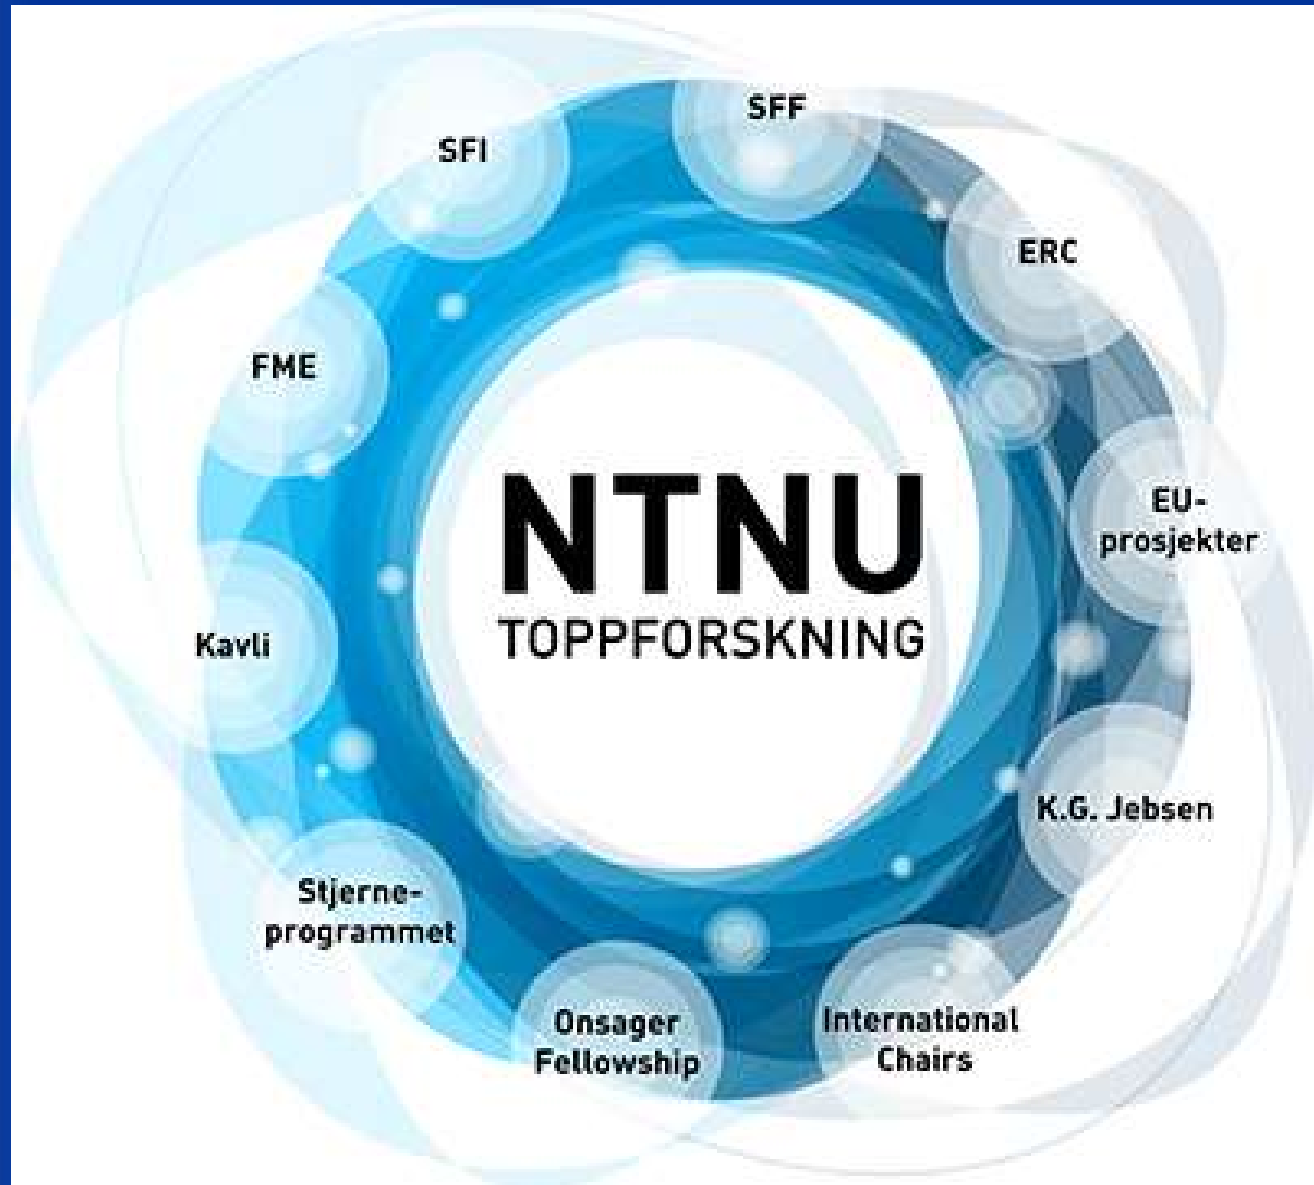 SFF
SFI
ERC
FME
EU-
prosjekter
NTNU
TOPPFORSKNING
Kavli
K.G. Jebsen
Stjerne-
programmet
Onsager
Fellowship
International
Chairs